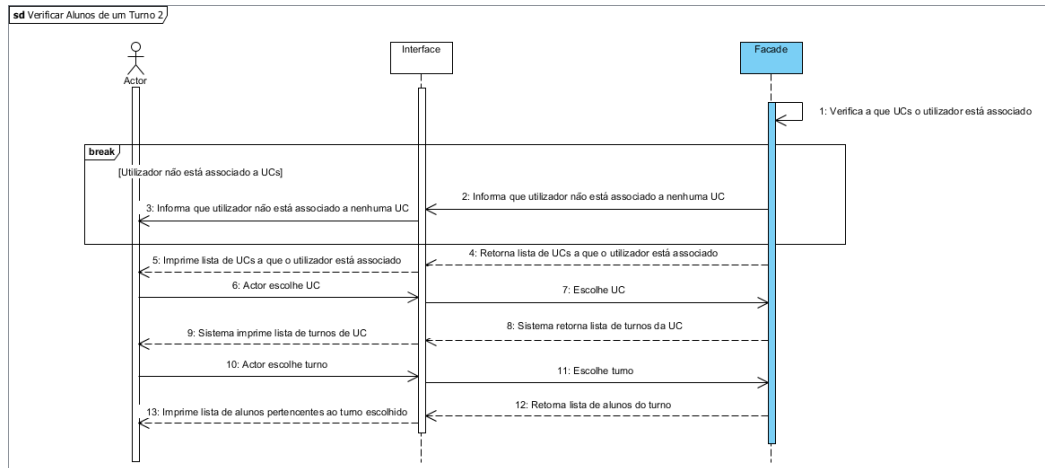 sd Verificar Alunos de um Turno 2
Actor
Interface
Facade
1: Verifica a que UCs o utilizador está associado
break
[Utilizador não está associado a UCs]
2: Informa que utilizador não está associado a nenhuma UC
3: Informa que utilizador não está associado a nenhuma UC
4: Retorna lista de UCs a que o utilizador está associado
5: Imprime lista de UCs a que o utilizador está associado
6: Actor escolhe UC
7: Escolhe UC
8: Sistema retorna lista de turnos da UC
9: Sistema imprime lista de turnos de UC
10: Actor escolhe turno
11: Escolhe turno
12: Retorna lista de alunos do turno
13: Imprime lista de alunos pertencentes ao turno escolhido